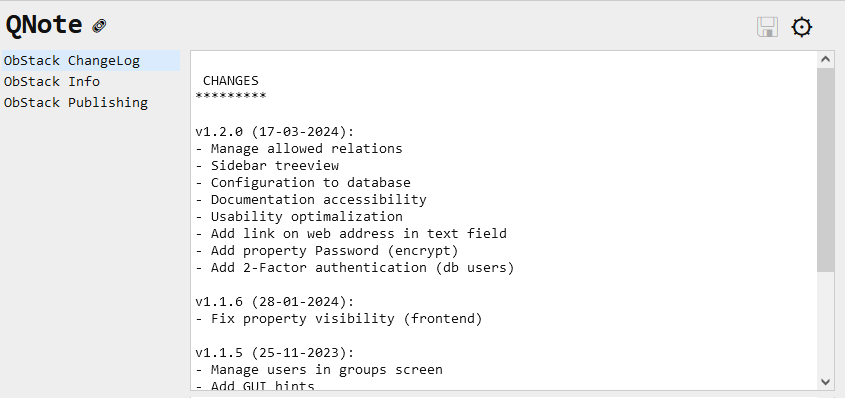 QNote
ObStack ChangeLog
ObStack Info
ObStack Publishing
CHANGES
*********
v1.2.0 (17-03-2024):
- Manage allowed relations
- Sidebar treeview
- Configuration to database
- Documentation accessibility
- Usability optimalization
- Add link on web address in text field
- Add property Password (encrypt)
- Add 2-Factor authentication (db users)
v1.1.6 (28-01-2024):
- Fix property visibility (frontend)
v1.1.5 (25-11-2023):
- Manage users in groups screen
- Add GUI hints